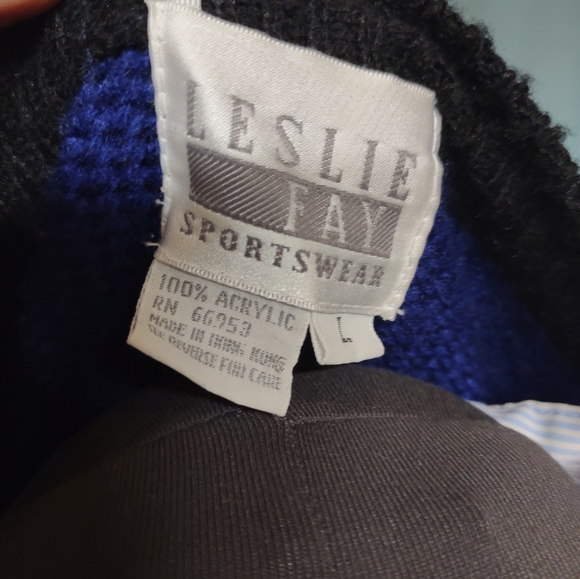 LESLIE
FAY
SPORTSWEAR
100% ACRYLIC
RN 66953
MADE IN HONG KONG
SEE REVERSE FOR CARE
L